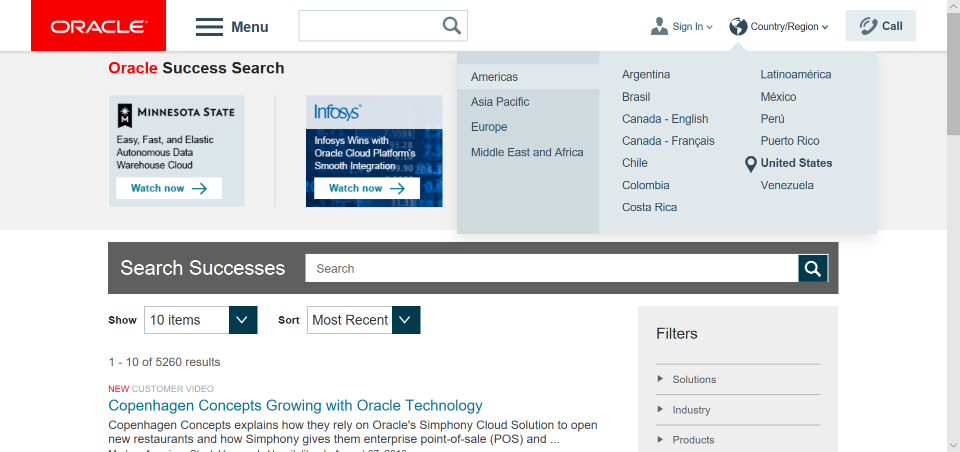 ORACLE
Menu
Sign In
Country/Region
Call
Oracle Success Search
MINNESOTA STATE
Easy, Fast, and Elastic
Autonomous Data
Warehouse Cloud
Watch now
Infosys
Infosys Wins with
Oracle Cloud Platform's
Smooth Integration
Watch now
Americas
Asia Pacific
Europe
Middle East and Africa
Argentina
Brasil
Canada - English
Canada - Français
Chile
Colombia
Costa Rica
Latinoamérica
México
Perú
Puerto Rico
United States
Venezuela
Search Successes
Search
Show
10 items
Sort
Most Recent
1 - 10 of 5260 results
NEW CUSTOMER VIDEO
Copenhagen Concepts Growing with Oracle Technology
Copenhagen Concepts explains how they rely on Oracle's Simphony Cloud Solution to open
new restaurants and how Simphony gives them enterprise point-of-sale (POS) and ...
Filters
Solutions
Industry
Products